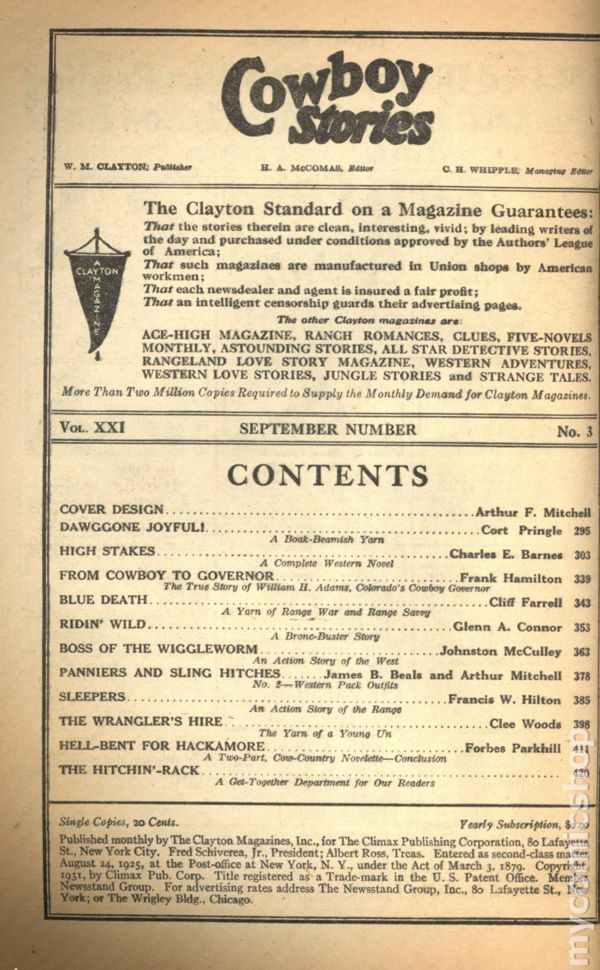 Cowboy
Stories
W. M. CLAYTON, Publisher H. A. McCOMAS, Editor C. H. WHIPPLE, Managing Editor
A CLAYTON MAGAZINE
The Clayton Standard on a Magazine Guarantees:
That the stories therein are clean, interesting, vivid; by leading writers of
the day and purchased under conditions approved by the Authors' League
of America;
That such magazines are manufactured in Union shops by American
workmen;
That each newsdealer and agent is insured a fair profit;
That an intelligent censorship guards their advertising pages.
The other Clayton magazines are:
ACE-HIGH MAGAZINE, RANCH ROMANCES, CLUES, FIVE-NOVELS
MONTHLY, ASTOUNDING STORIES, ALL STAR DETECTIVE STORIES,
RANGELAND LOVE STORY MAGAZINE, WESTERN ADVENTURES,
WESTERN LOVE STORIES, JUNGLE STORIES and STRANGE TALES.
More Than Two Million Copies Required to Supply the Monthly Demand for Clayton Magazines.
VOL. XXI SEPTEMBER NUMBER No. 3
CONTENTS
COVER DESIGN Arthur F. Mitchell
DAWGGONE JOYFUL! Cort Pringle 295
A Boak-Beamish Yarn
HIGH STAKES Charles E. Barnes 303
A Complete Western Novel
FROM COWBOY TO GOVERNOR Frank Hamilton 339
The True Story of William H. Adams, Colorado's Cowboy Governor
BLUE DEATH Cliff Farrell 343
A Yarn of Range War and Range Savvy
RIDIN' WILD Glenn A. Connor 353
A Bronc-Buster Story
BOSS OF THE WIGGLEWORM Johnston McCulley 363
An Action Story of the West
PANNIERS AND SLING HITCHES James B. Beals and Arthur Mitchell 378
No. 2—Western Pack Outfits
SLEEPERS Francis W. Hilton 385
An Action Story of the Range
THE WRANGLER'S HIRE Clee Woods 398
The Yarn of a Young Un
HELL-BENT FOR HACKAMORE Forbes Parkhill 411
A Two-Part, Cow-Country Novelette—Conclusion
THE HITCHIN'-RACK 420
A Get-Together Department for Our Readers
Single Copies, 20 Cents. Yearly Subscription,
Published monthly by The Clayton Magazines, Inc., for The Climax Publishing Corporation, 80 Lafayette
St., New York City. Fred Schiverea, Jr., President; Albert Ross, Treas. Entered as second-class matter
August 24, 1925, at the Post-office at New York, N. Y., under the Act of March 3, 1879. Copyright,
1931, by Climax Pub. Corp. Title registered as a Trade-mark in the U. S. Patent Office. Member
Newsstand Group. For advertising rates address The Newsstand Group, Inc., 80 Lafayette St., New
York; or The Wrigley Bldg., Chicago.
mycomicshop